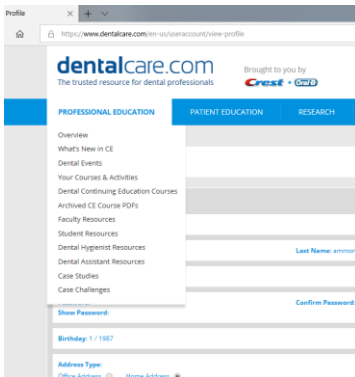 Profile
https://www.dentalcare.com/en-us/useraccount/view-profile
dentalcare.com
The trusted resource for dental professionals
Brought to you by
Crest + Oral B
PROFESSIONAL EDUCATION PATIENT EDUCATION RESEARCH
Overview
What's New in CE
Dental Events
Your Courses & Activities
Dental Continuing Education Courses
Archived CE Course PDFs
Faculty Resources
Student Resources
Dental Hygienist Resources
Dental Assistant Resources
Case Studies
Case Challenges
Last Name: ammor
Confirm Password:
Show Password:
Birthday: 1 / 1987
Address Type:
Office Address Home Address